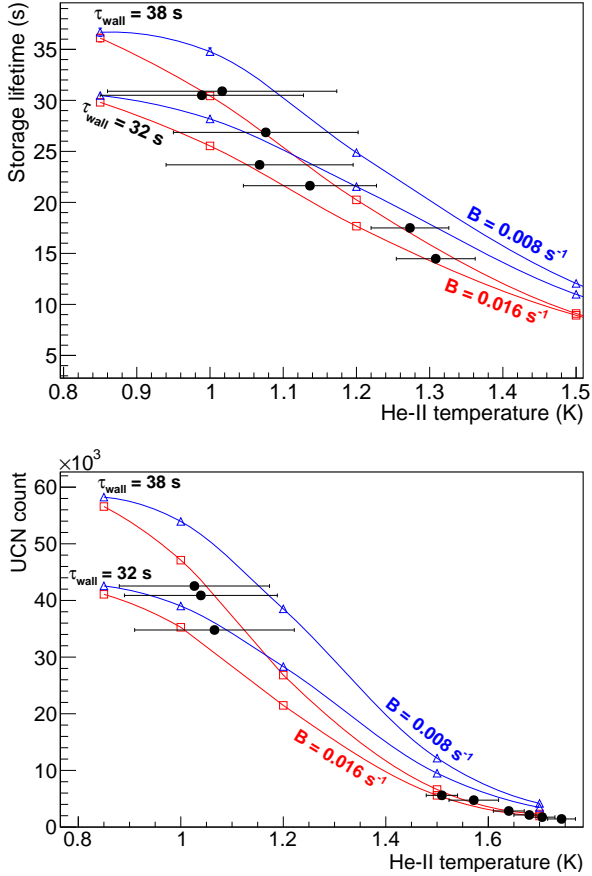 τwall = 38 s
Storage lifetime (s)
35
30
25
20
15
10
5
τwall = 32 s
B = 0.008 s⁻¹
B = 0.016 s⁻¹
0.8 0.9 1 1.1 1.2 1.3 1.4 1.5
He-II temperature (K)
×10³
UCN count
60
50
40
30
20
10
0
τwall = 38 s
τwall = 32 s
B = 0.008 s⁻¹
B = 0.016 s⁻¹
0.8 1 1.2 1.4 1.6
He-II temperature (K)